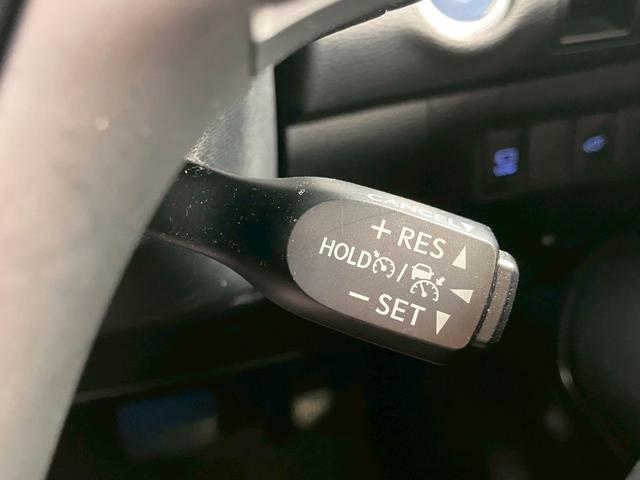 CANCEL
+ RES
HOLD /
− SET